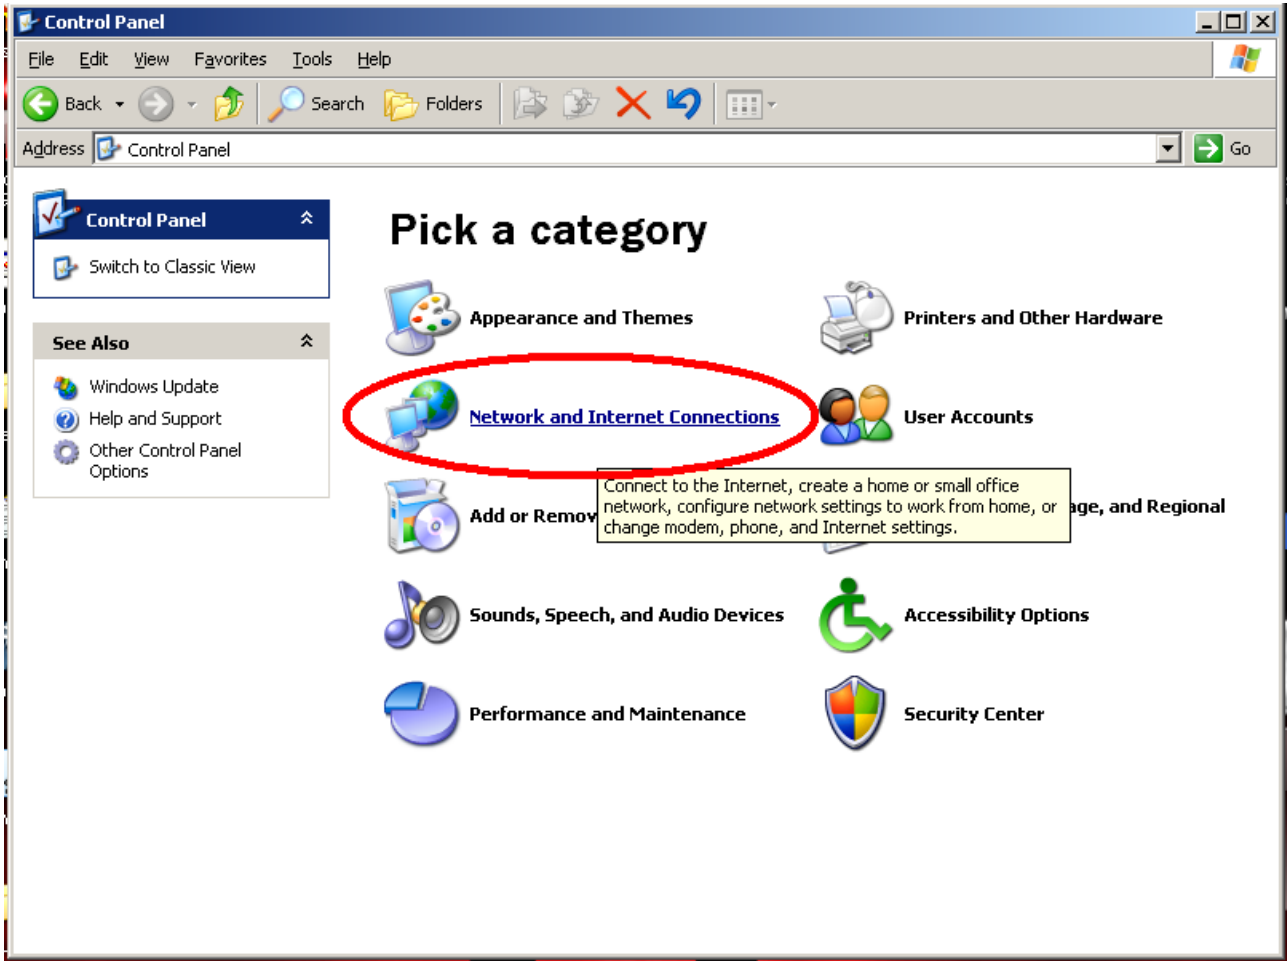 Control Panel
File Edit View Favorites Tools Help
Back Search Folders
Address Control Panel Go
Control Panel
Switch to Classic View
See Also
Windows Update
Help and Support
Other Control Panel
Options
Pick a category
Appearance and Themes
Printers and Other Hardware
Network and Internet Connections
User Accounts
Add or
Connect to the Internet, create a home or small office
network, configure network settings to work from home, or
change modem, phone, and Internet settings.
and Regional
Sounds, Speech, and Audio Devices
Accessibility Options
Performance and Maintenance
Security Center